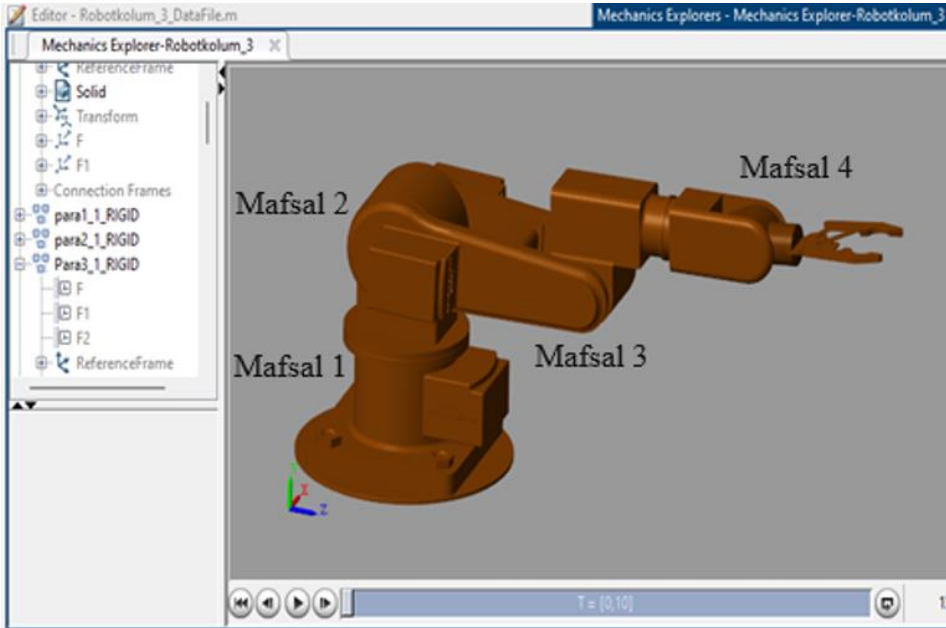 Editor - Robotkolum_3_DataFile.m
Mechanics Explorers - Mechanics Explorer-Robotkolum_3
Mechanics Explorer-Robotkolum_3
ReferenceFrame
Solid
Transform
F
F1
Connection Frames
para1_1_RIGID
para2_1_RIGID
Para3_1_RIGID
F
F1
F2
ReferenceFrame
Mafsal 4
Mafsal 2
Mafsal 3
Mafsal 1
X
Z
T = [0,10]